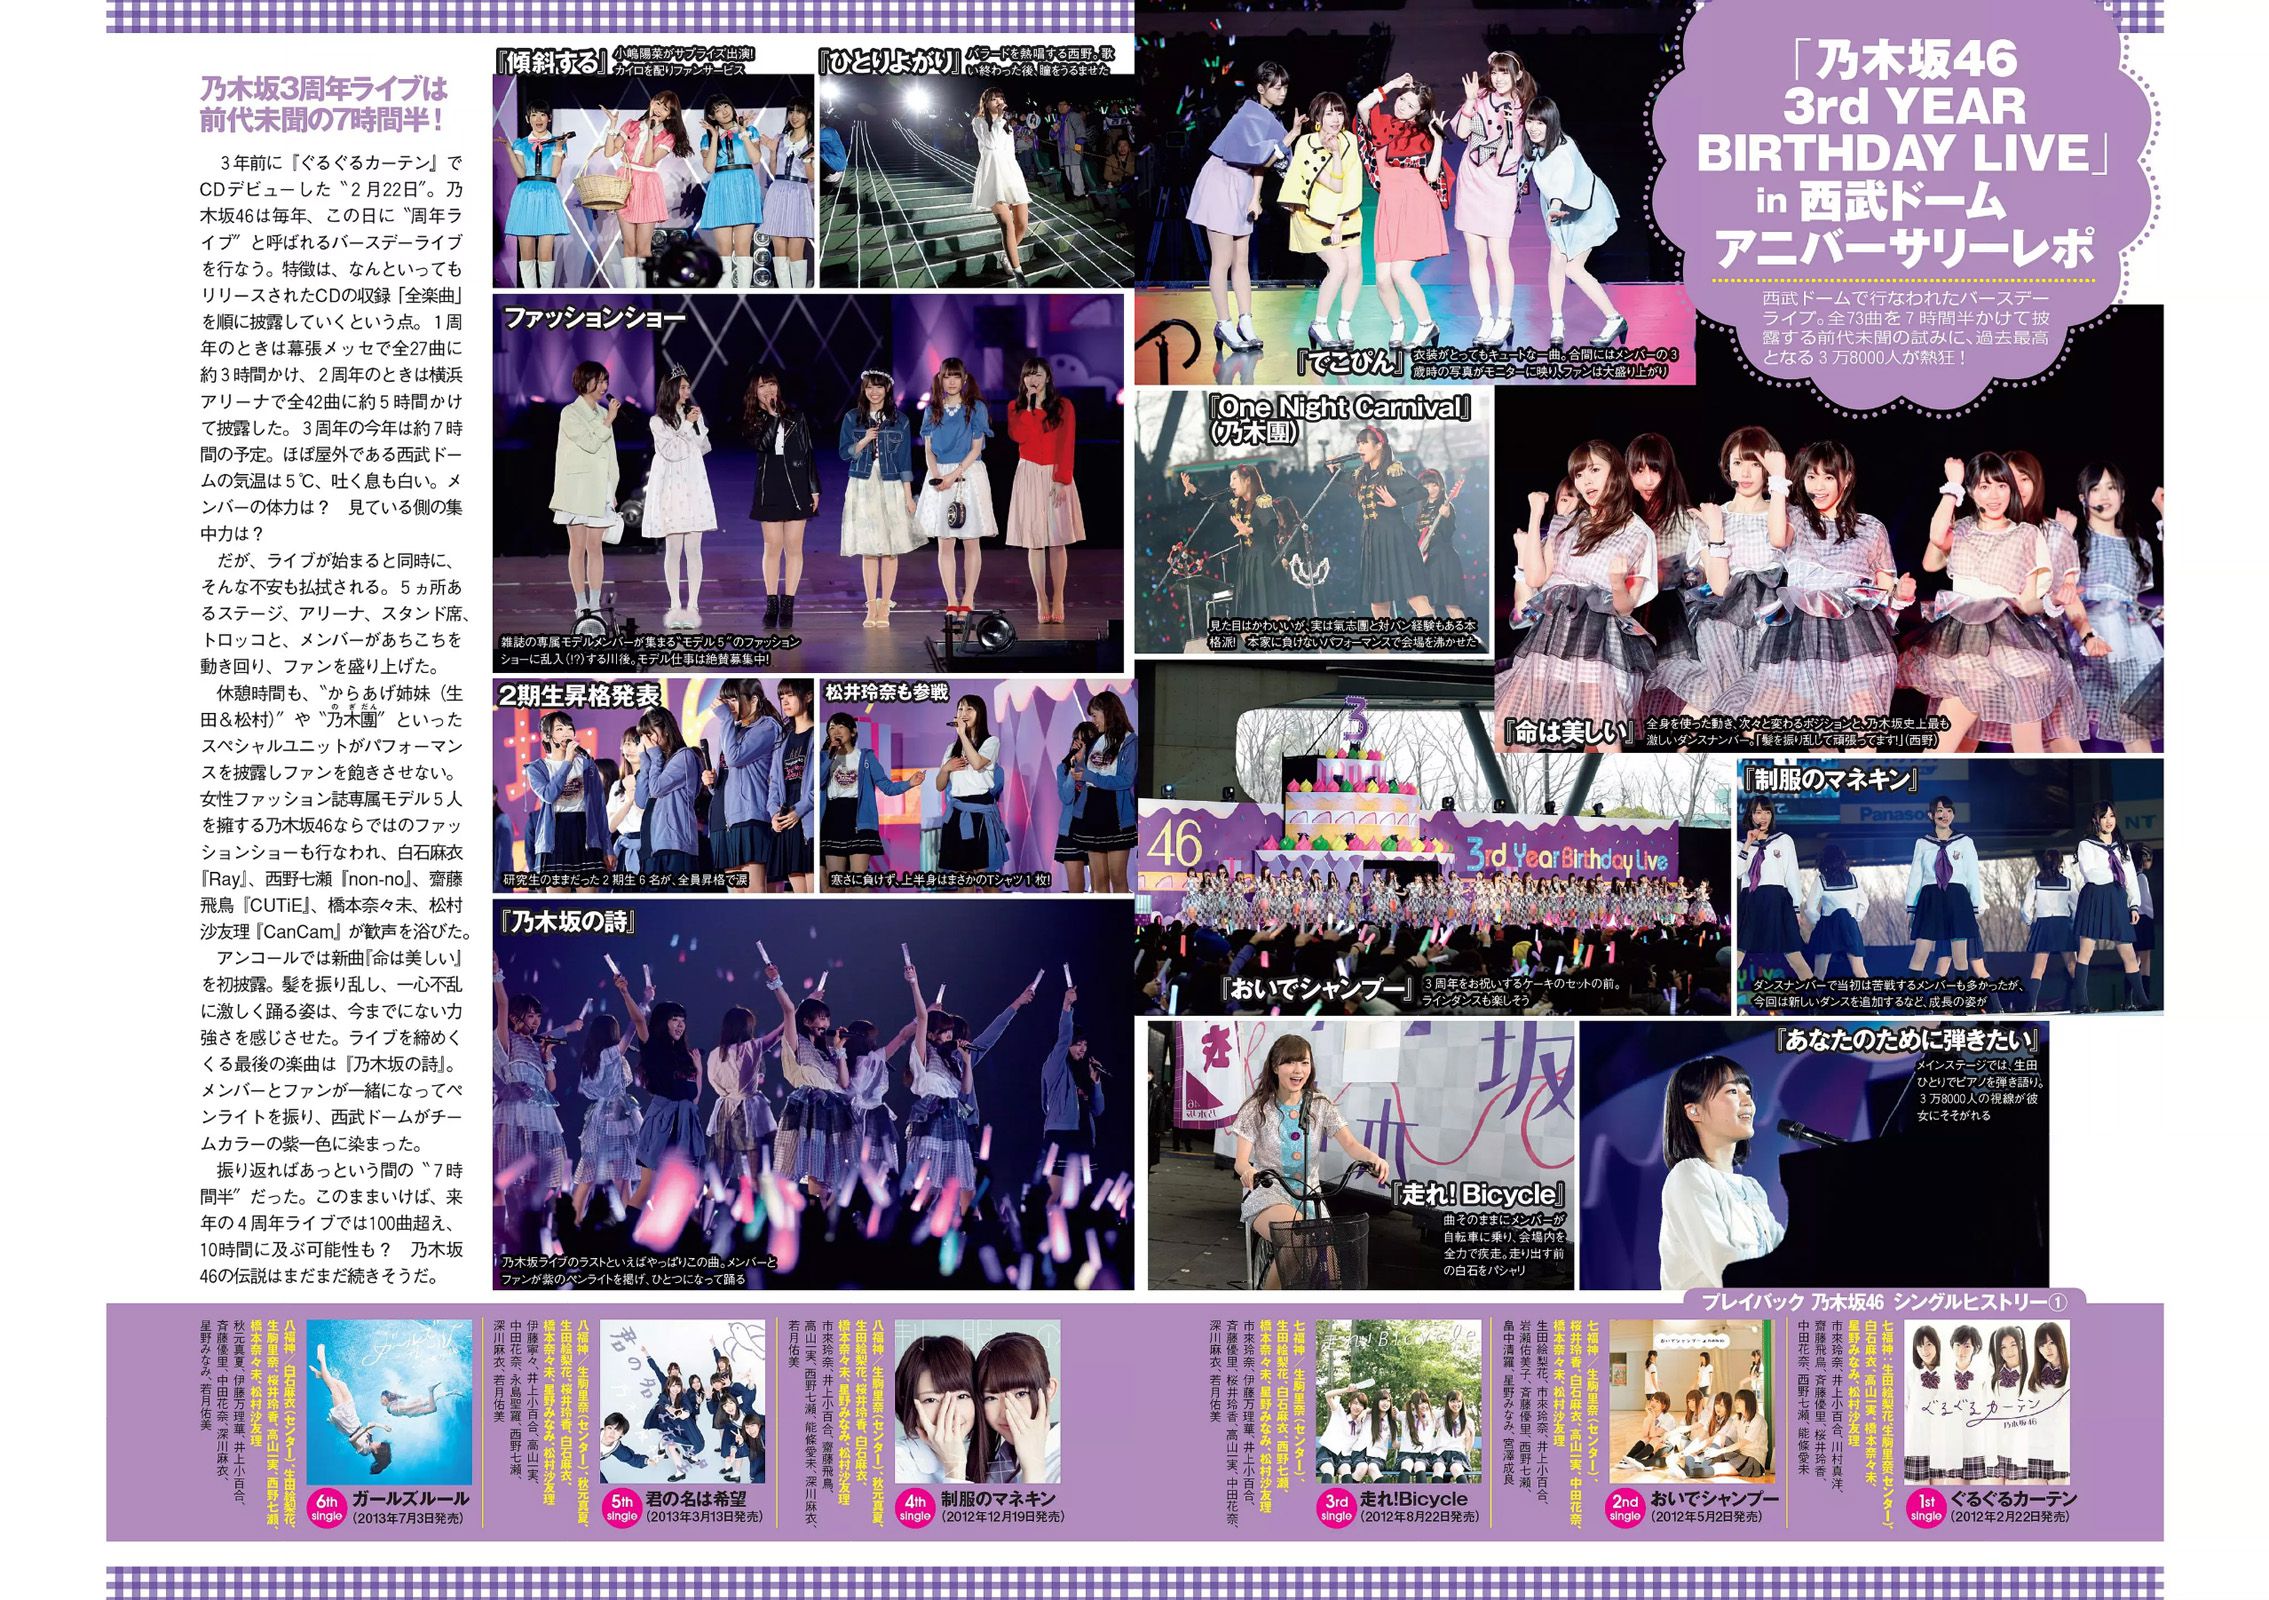 「乃木坂46
3rd YEAR
BIRTHDAY LIVE」
in 西武ドーム
アニバーサリーレポ
西武ドームで行なわれたバースデー
ライブ。全73曲を７時間半かけて披
露する前代未聞の試みに、過去最高
となる３万8000人が熱狂！
『でこぴん』
衣装がとってもキュートな一曲。合間にはメンバーの３
歳時の写真がモニターに映り、ファンは大盛り上がり
『One Night Carnival』
（乃木團）
見た目はかわいいが、実は氣志團と対バン経験もある本
格派！　本家に負けないパフォーマンスで会場を沸かせた
『命は美しい』
全身を使った動き、次々と変わるポジションと、乃木坂史上最も
激しいダンスナンバー。「髪を振り乱して頑張ってます！」（西野）
46
3
3rd Year Birthday Live
『おいでシャンプー』
３周年をお祝いするケーキのセットの前。
ラインダンスも楽しそう
『制服のマネキン』
Panasonic
NT
ダンスナンバーで当初は苦戦するメンバーも多かったが、
今回は新しいダンスを追加するなど、成長の姿が
『走れ! Bicycle』
曲そのままにメンバーが
自転車に乗り、会場内を
全力で疾走。走り出す前
の白石をパシャリ
『あなたのために弾きたい』
メインステージでは、生田
ひとりでピアノを弾き語り。
３万8000人の視線が彼
女にそそがれる
『傾斜する』
小嶋陽菜がサプライズ出演！
カイロを配りファンサービス
『ひとりよがり』
バラードを熱唱する西野。歌
い終わった後、瞳をうるませた
ファッションショー
雑誌の専属モデルメンバーが集まる“モデル５”のファッション
ショーに乱入（!?）する川後。モデル仕事は絶賛募集中！
2期生昇格発表
研究生のままだった２期生６名が、全員昇格で涙
松井玲奈も参戦
寒さに負けず、上半身はまさかのTシャツ１枚！
『乃木坂の詩』
乃木坂ライブのラストといえばやっぱりこの曲。メンバーと
ファンが紫のペンライトを掲げ、ひとつになって踊る
乃木坂3周年ライブは
前代未聞の7時間半！
３年前に『ぐるぐるカーテン』で
CDデビューした〝２月22日〟。乃
木坂46は毎年、この日に〝周年ラ
イブ〟と呼ばれるバースデーライブ
を行なう。特徴は、なんといっても
リリースされたCDの収録「全楽曲」
を順に披露していくという点。１周
年のときは幕張メッセで全27曲に
約３時間かけ、２周年のときは横浜
アリーナで全42曲に約５時間かけ
て披露した。３周年の今年は約７時
間の予定。ほぼ屋外である西武ドー
ムの気温は５℃、吐く息も白い。メ
ンバーの体力は？　見ている側の集
中力は？
だが、ライブが始まると同時に、
そんな不安も払拭される。５ヵ所あ
るステージ、アリーナ、スタンド席、
トロッコと、メンバーがあちこちを
動き回り、ファンを盛り上げた。
休憩時間も、〝からあげ姉妹（生
田＆松村）〟や〝乃木團〟といった
のぎだん
スペシャルユニットがパフォーマン
スを披露しファンを飽きさせない。
女性ファッション誌専属モデル５人
を擁する乃木坂46ならではのファッ
ションショーも行なわれ、白石麻衣
『Ray』、西野七瀬『non-no』、齋藤
飛鳥『CUTiE』、橋本奈々未、松村
沙友理『CanCam』が歓声を浴びた。
アンコールでは新曲『命は美しい』
を初披露。髪を振り乱し、一心不乱
に激しく踊る姿は、今までにない力
強さを感じさせた。ライブを締めく
くる最後の楽曲は『乃木坂の詩』。
メンバーとファンが一緒になってペ
ンライトを振り、西武ドームがチー
ムカラーの紫一色に染まった。
振り返ればあっという間の〝７時
間半〟だった。このままいけば、来
年の４周年ライブでは100曲超え、
10時間に及ぶ可能性も？　乃木坂
46の伝説はまだまだ続きそうだ。
プレイバック 乃木坂46 シングルヒストリー①
ぐるぐるカーテン
乃木坂46
1st single
ぐるぐるカーテン
（2012年2月22日発売）
七福神：生田絵梨花、生駒里奈（センター）、
白石麻衣、高山一実、橋本奈々未、
星野みなみ、松村沙友理
市來玲奈、井上小百合、川村真洋、
齋藤飛鳥、斉藤優里、桜井玲香、
中田花奈、西野七瀬、能條愛未
2nd single
おいでシャンプー
（2012年5月2日発売）
七福神／生駒里奈（センター）、
桜井玲香、白石麻衣、高山一実、中田花奈、
橋本奈々未、松村沙友理
生田絵梨花、市來玲奈、井上小百合、
岩瀬佑美子、斉藤優里、西野七瀬、
畠中清羅、星野みなみ、宮澤成良
走れ!Bicycle
3rd single
走れ!Bicycle
（2012年8月22日発売）
七福神／生駒里奈（センター）、
生田絵梨花、白石麻衣、西野七瀬、
橋本奈々未、星野みなみ、松村沙友理
市來玲奈、伊藤万理華、井上小百合、
斉藤優里、桜井玲香、高山一実、中田花奈、
深川麻衣、若月佑美
4th single
制服のマネキン
（2012年12月19日発売）
八福神／生駒里奈（センター）、秋元真夏、
生田絵梨花、桜井玲香、白石麻衣、
橋本奈々未、星野みなみ、松村沙友理
市來玲奈、井上小百合、齋藤飛鳥、
高山一実、西野七瀬、能條愛未、深川麻衣、
若月佑美
君の名は
5th single
君の名は希望
（2013年3月13日発売）
八福神／生駒里奈（センター）、秋元真夏、
生田絵梨花、桜井玲香、白石麻衣、
橋本奈々未、星野みなみ、松村沙友理
伊藤寧々、井上小百合、高山一実、
中田花奈、永島聖羅、西野七瀬、
深川麻衣、若月佑美
ガールズルール
6th single
ガールズルール
（2013年7月3日発売）
八福神／白石麻衣（センター）、生田絵梨花、
生駒里奈、桜井玲香、高山一実、西野七瀬、
橋本奈々未、松村沙友理
秋元真夏、伊藤万理華、井上小百合、
斉藤優里、中田花奈、深川麻衣、
星野みなみ、若月佑美